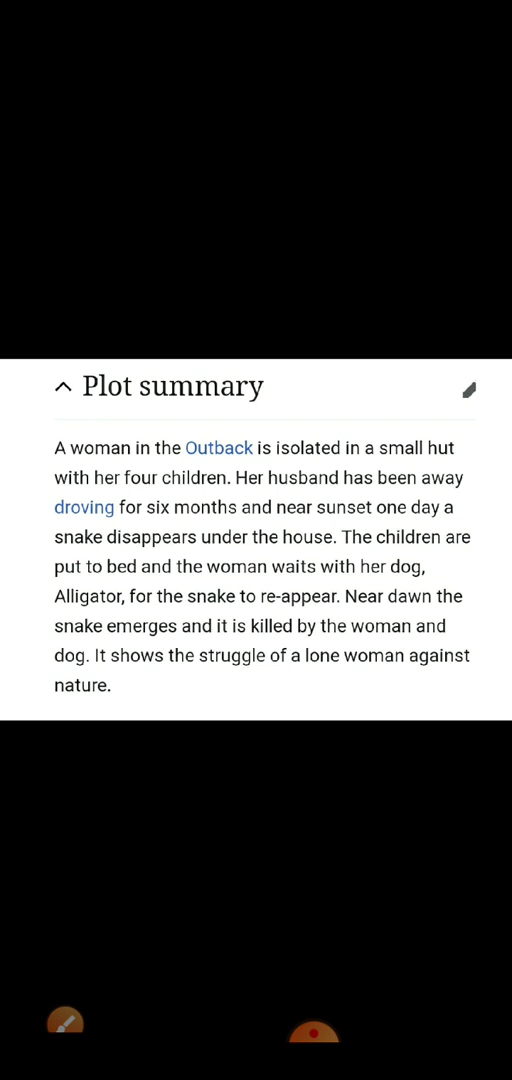 Plot summary
A woman in the Outback is isolated in a small hut
with her four children. Her husband has been away
droving for six months and near sunset one day a
snake disappears under the house. The children are
put to bed and the woman waits with her dog,
Alligator, for the snake to re-appear. Near dawn the
snake emerges and it is killed by the woman and
dog. It shows the struggle of a lone woman against
nature.